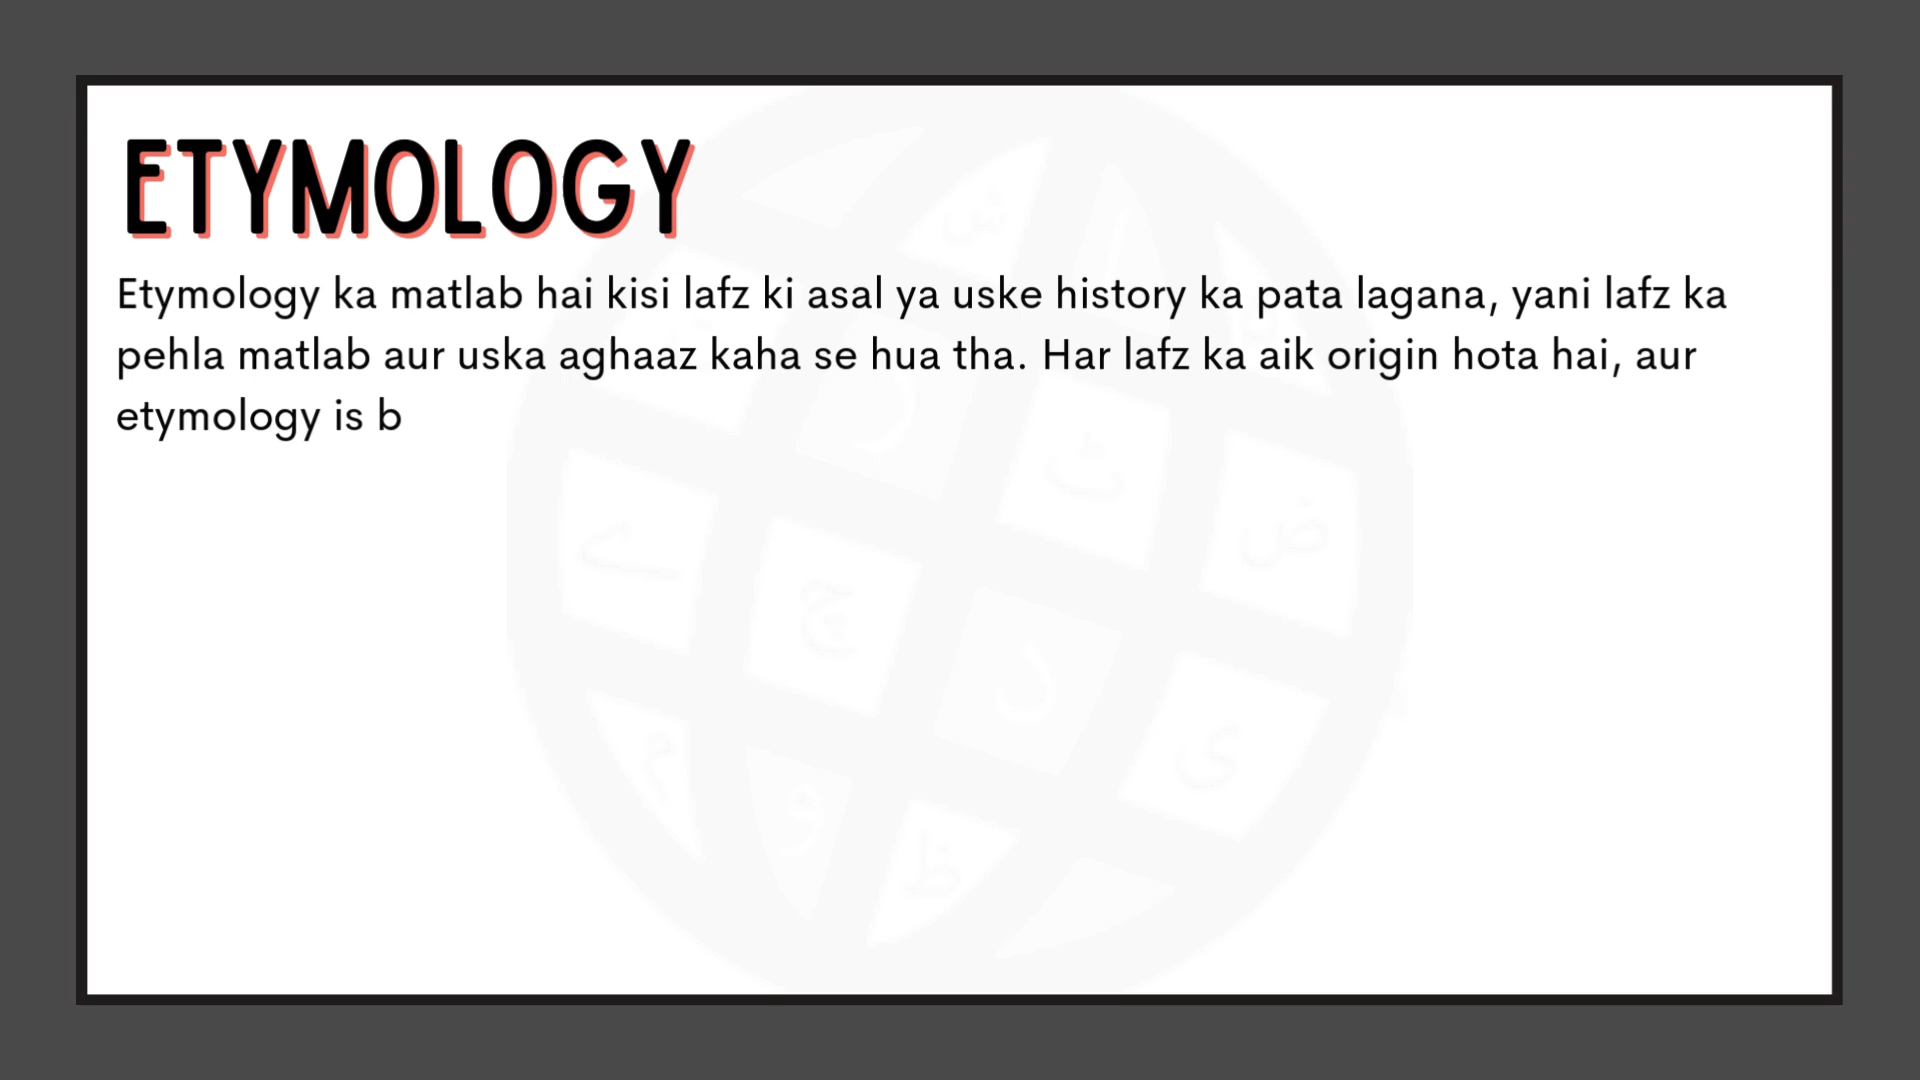 ETYMOLOGY
Etymology ka matlab hai kisi lafz ki asal ya uske history ka pata lagana, yani lafz ka
pehla matlab aur uska aghaaz kaha se hua tha. Har lafz ka aik origin hota hai, aur
etymology is b